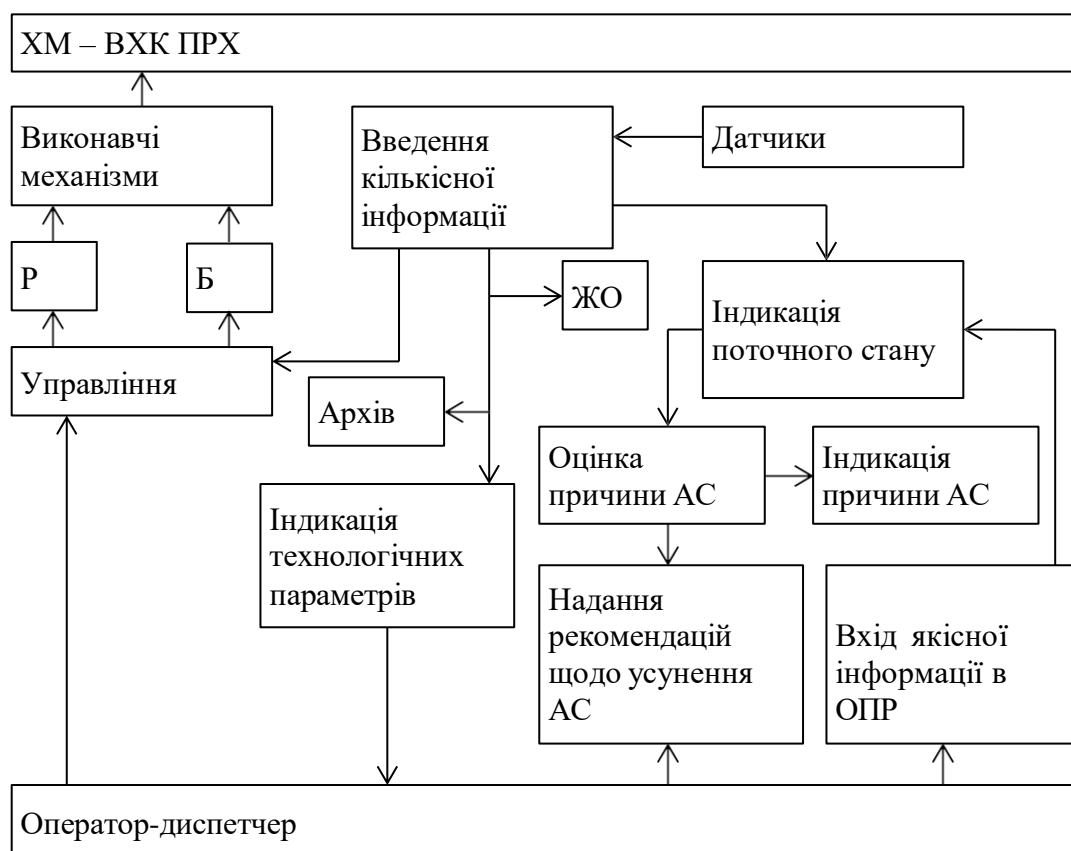 ХМ – ВХК ПРХ
Виконавчі
механізми
Введення
кількісної
інформації
Датчики
Р
Б
ЖО
Індикація
поточного стану
Управління
Архів
Оцінка
причини АС
Індикація
причини АС
Індикація
технологічних
параметрів
Надання
рекомендацій
щодо усунення
АС
Вхід якісної
інформації в
ОПР
Оператор-диспетчер